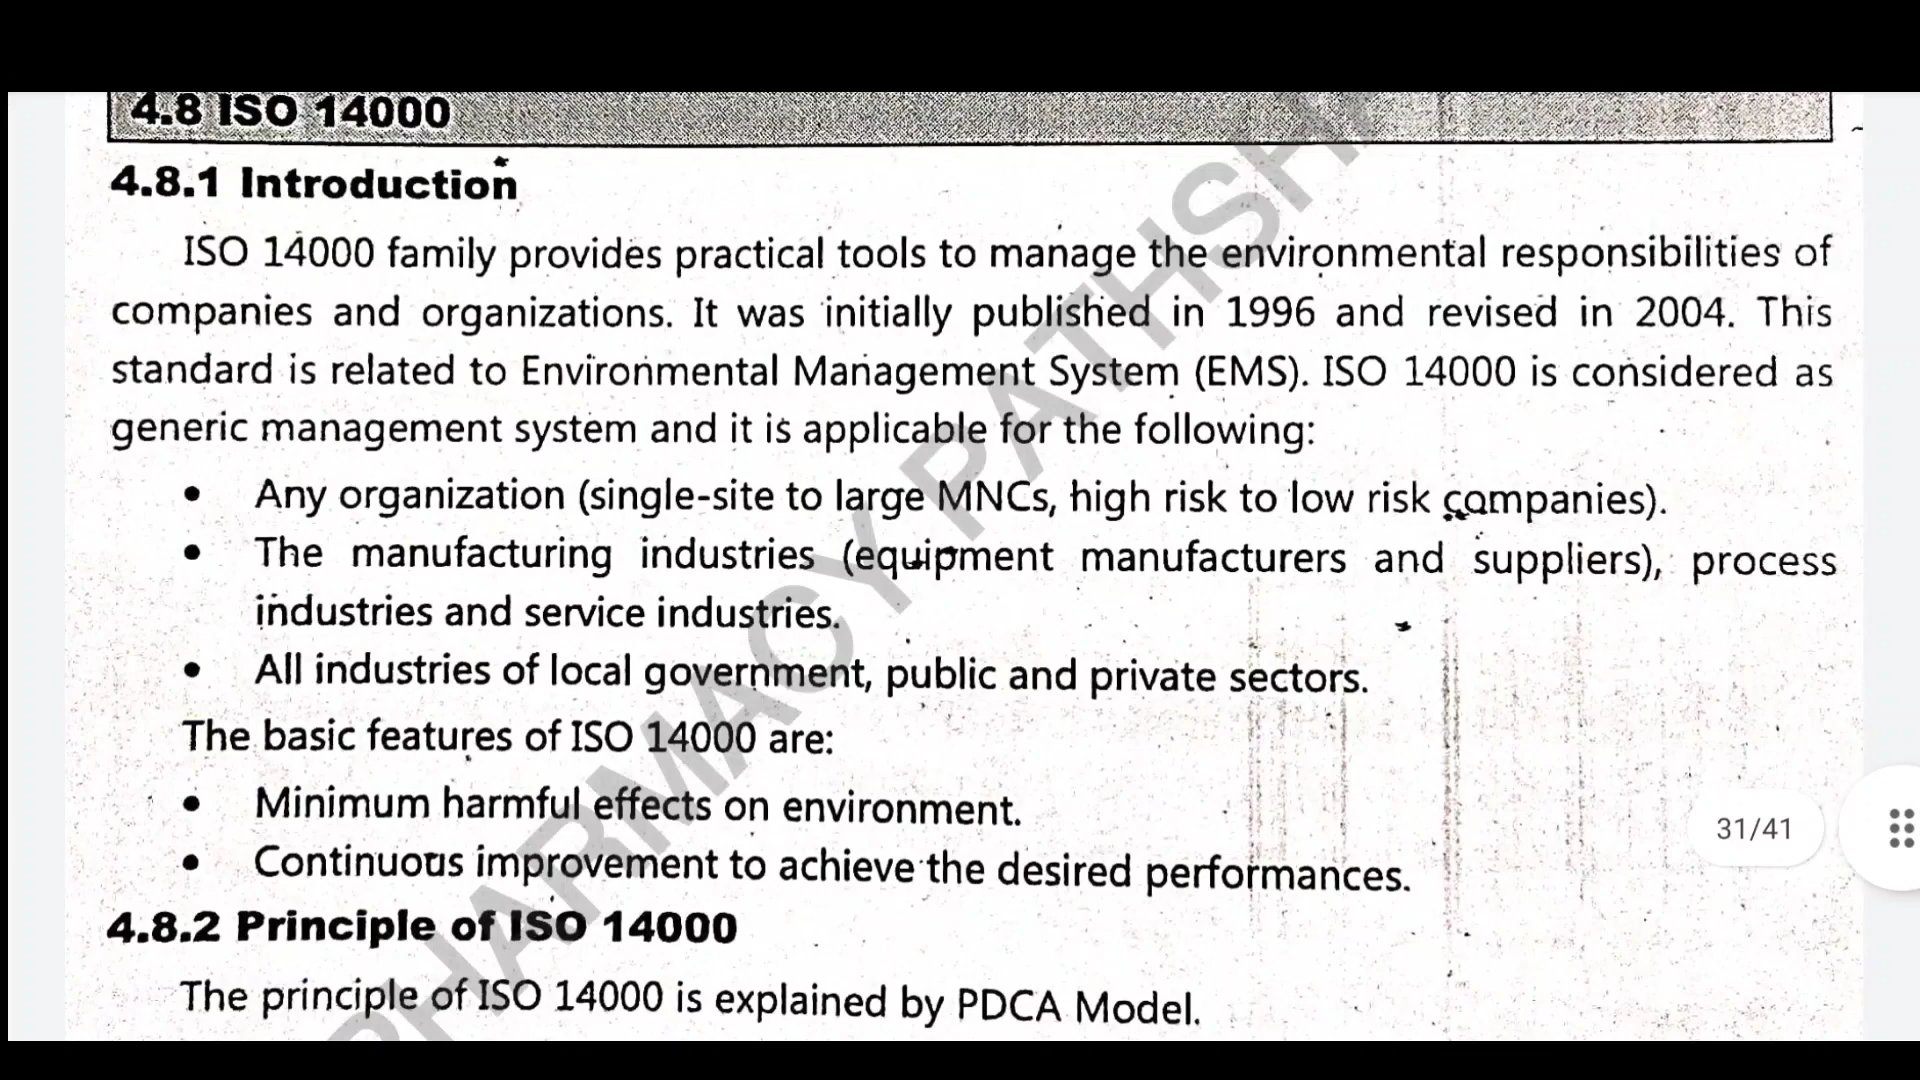 4.8 ISO 14000
4.8.1 Introduction
ISO 14000 family provides practical tools to manage the environmental responsibilities of
companies and organizations. It was initially published in 1996 and revised in 2004. This
standard is related to Environmental Management System (EMS). ISO 14000 is considered as
generic management system and it is applicable for the following:
• Any organization (single-site to large MNCs, high risk to low risk companies).
• The manufacturing industries (equipment manufacturers and suppliers), process
industries and service industries.
• All industries of local government, public and private sectors.
The basic features of ISO 14000 are:
• Minimum harmful effects on environment.
• Continuous improvement to achieve the desired performances.
31/41
4.8.2 Principle of ISO 14000
The principle of ISO 14000 is explained by PDCA Model.
PHARMACY